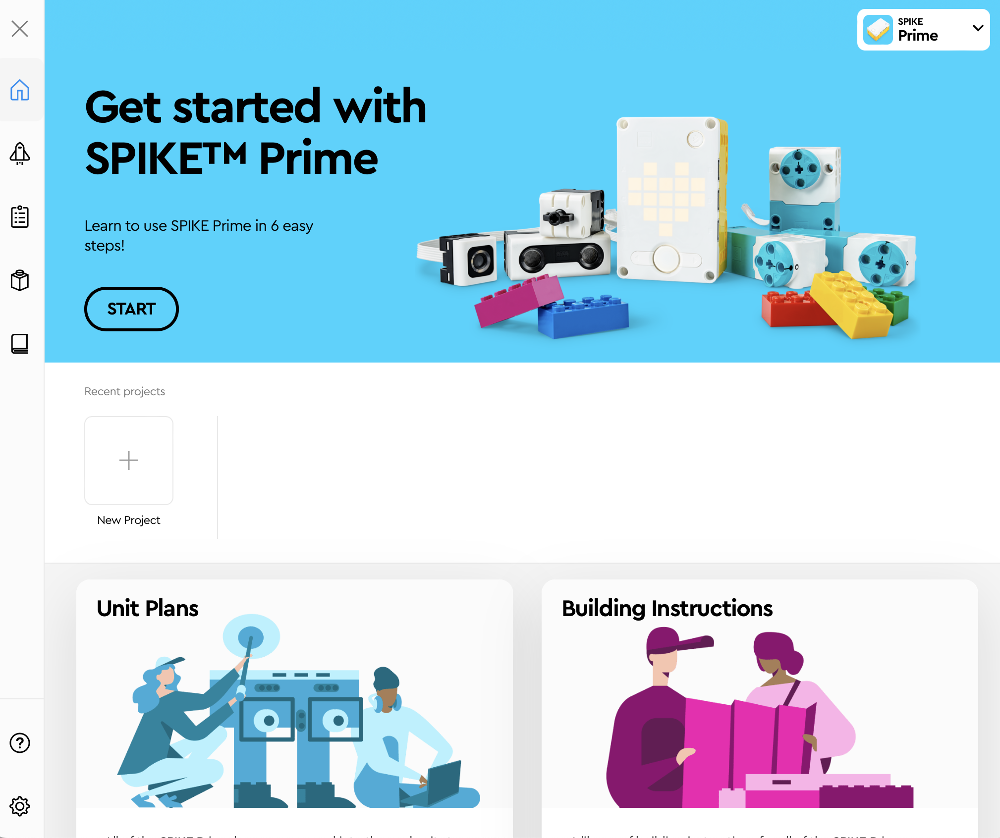 SPIKE
Prime
Get started with
SPIKE™ Prime
Learn to use SPIKE Prime in 6 easy
steps!
START
Recent projects
New Project
Unit Plans
Building Instructions